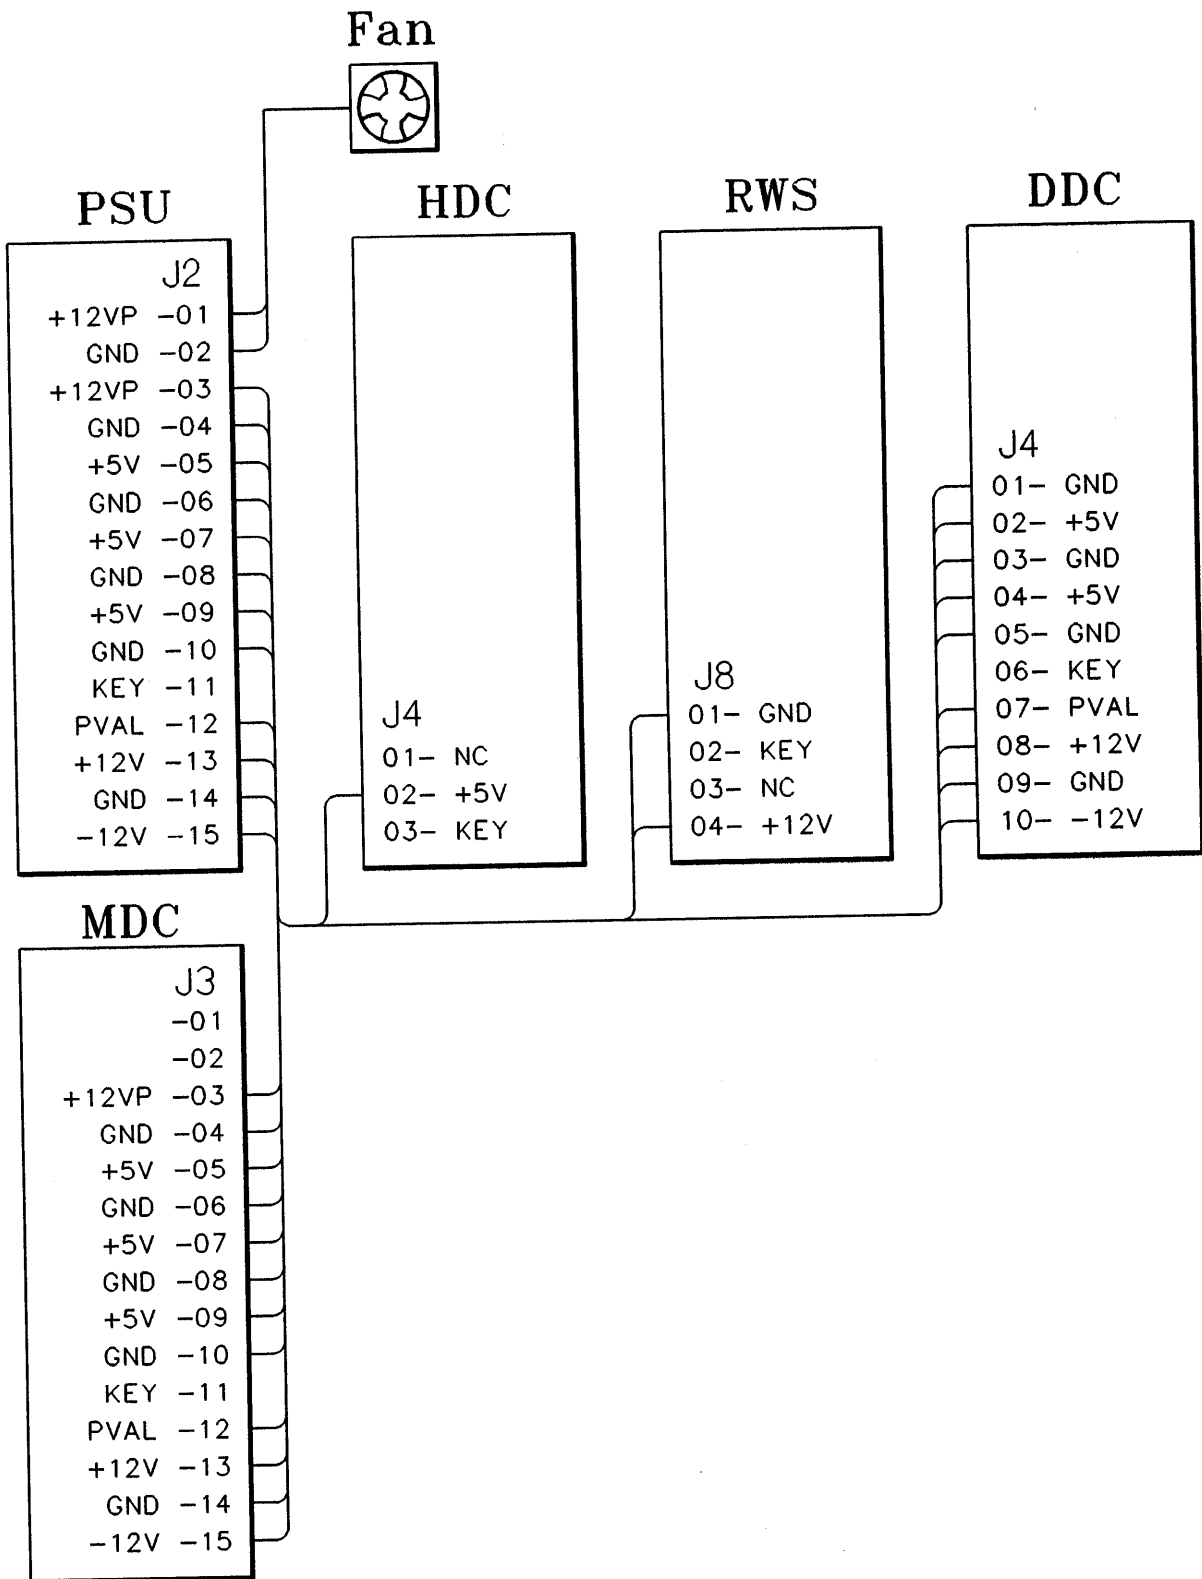 Fan
PSU
J2
+12VP -01
GND -02
+12VP -03
GND -04
+5V -05
GND -06
+5V -07
GND -08
+5V -09
GND -10
KEY -11
PVAL -12
+12V -13
GND -14
-12V -15
HDC
J4
01- NC
02- +5V
03- KEY
RWS
J8
01- GND
02- KEY
03- NC
04- +12V
DDC
J4
01- GND
02- +5V
03- GND
04- +5V
05- GND
06- KEY
07- PVAL
08- +12V
09- GND
10- -12V
MDC
J3
-01
-02
+12VP -03
GND -04
+5V -05
GND -06
+5V -07
GND -08
+5V -09
GND -10
KEY -11
PVAL -12
+12V -13
GND -14
-12V -15